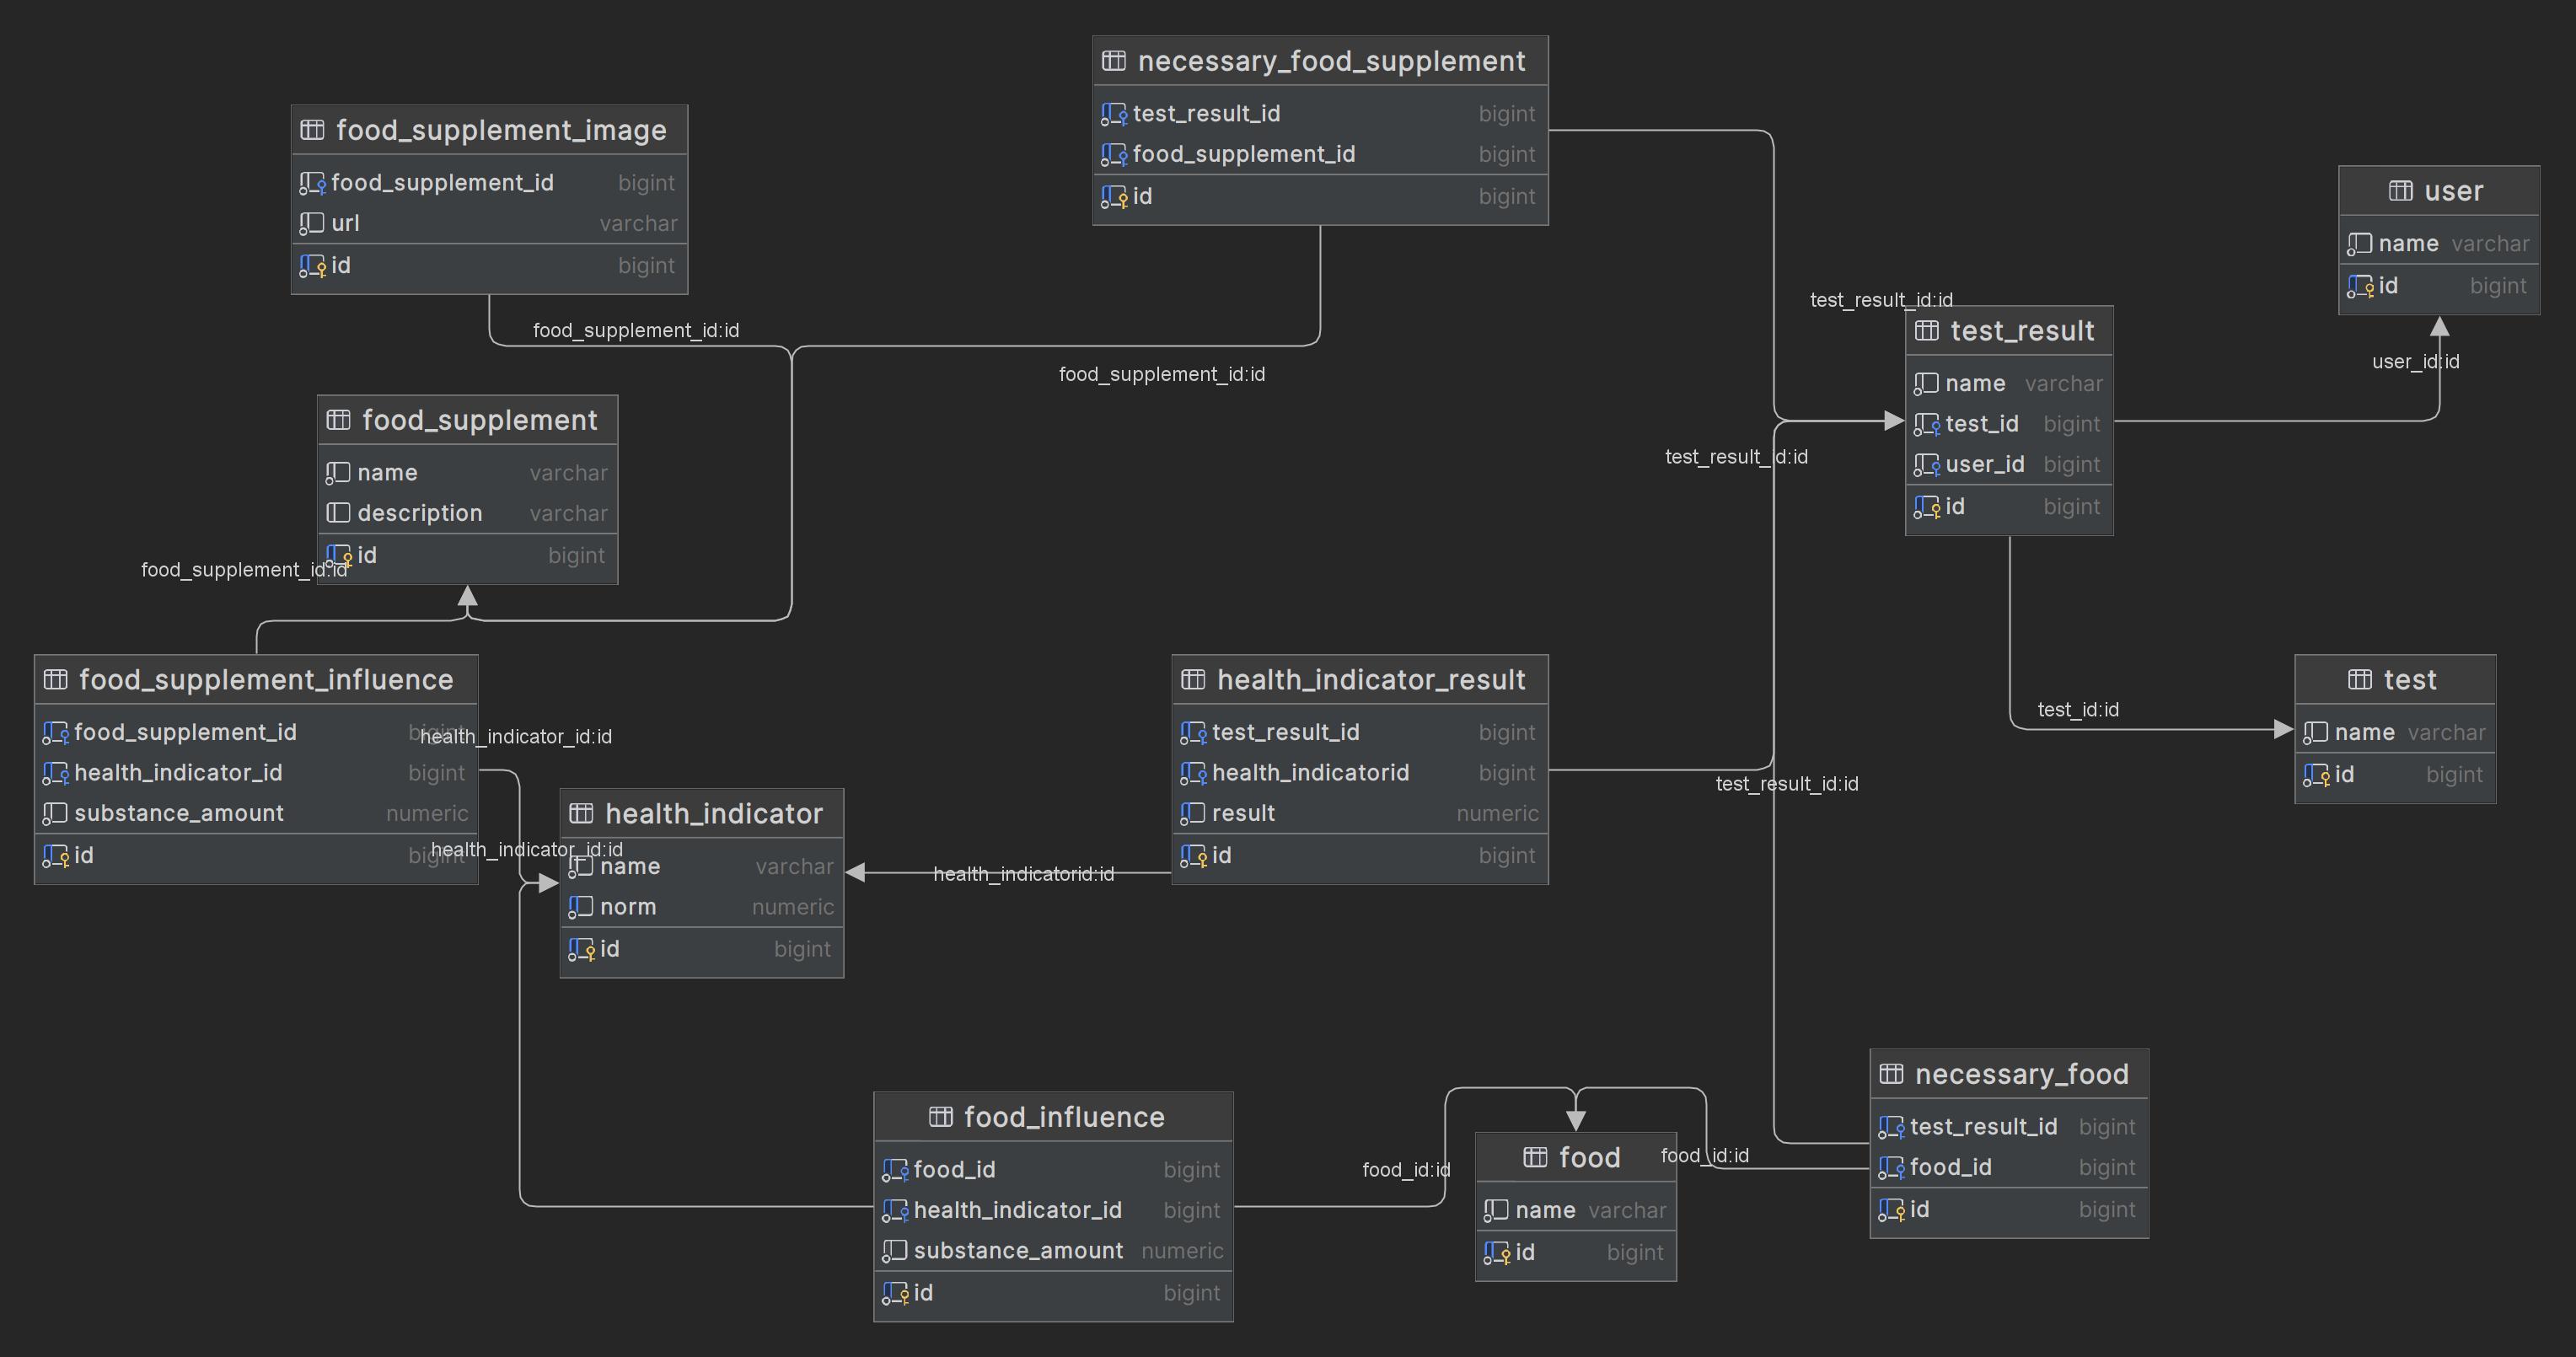 necessary_food_supplement
test_result_id bigint
food_supplement_id bigint
id bigint
food_supplement_image
food_supplement_id bigint
url varchar
id bigint
user
name varchar
id bigint
test_result_id:id
food_supplement_id:id
food_supplement_id:id
user_id:id
test_result
name varchar
test_id bigint
user_id bigint
id bigint
food_supplement
name varchar
description varchar
id bigint
test_result_id:id
food_supplement_id:id
food_supplement_influence
food_supplement_id bigint
health_indicator_id bigint
substance_amount numeric
id bigint
health_indicator_id:id
health_indicator_id:id
health_indicator
name varchar
norm numeric
id bigint
health_indicator_result
test_result_id bigint
health_indicatorid bigint
result numeric
id bigint
health_indicatorid:id
test_result_id:id
test_id:id
test
name varchar
id bigint
food_influence
food_id bigint
health_indicator_id bigint
substance_amount numeric
id bigint
food_id:id
food
name varchar
id bigint
food_id:id
necessary_food
test_result_id bigint
food_id bigint
id bigint